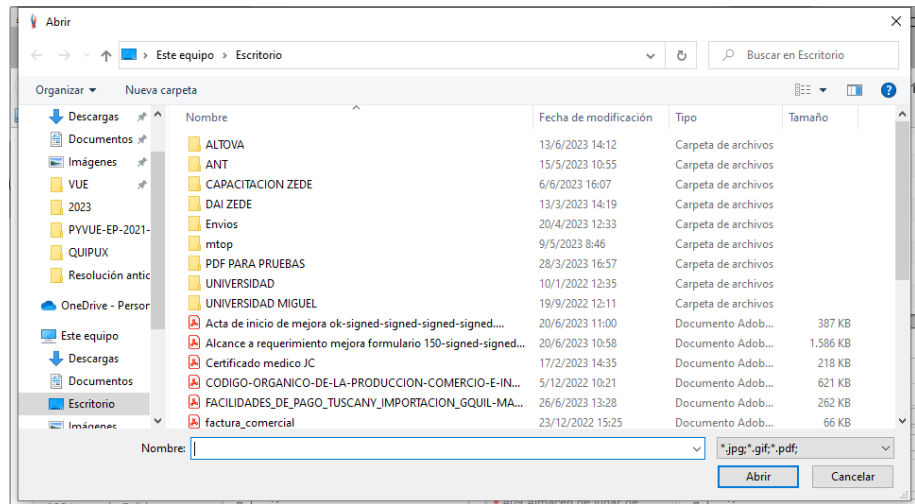 Abrir
Este equipo > Escritorio
Buscar en Escritorio
Organizar
Nueva carpeta
Descargas
Documentos
Imágenes
VUE
2023
PYVUE-EP-2021-
QUIPUX
Resolución antic
OneDrive - Person
Este equipo
Descargas
Documentos
Escritorio
Imágenes
Nombre Fecha de modificación Tipo Tamaño
ALTOVA 13/6/2023 14:12 Carpeta de archivos
ANT 15/5/2023 10:55 Carpeta de archivos
CAPACITACION ZEDE 6/6/2023 16:07 Carpeta de archivos
DAI ZEDE 13/3/2023 14:19 Carpeta de archivos
Envios 20/4/2023 12:33 Carpeta de archivos
mtop 9/5/2023 8:46 Carpeta de archivos
PDF PARA PRUEBAS 28/3/2023 16:57 Carpeta de archivos
UNIVERSIDAD 10/1/2022 12:35 Carpeta de archivos
UNIVERSIDAD MIGUEL 19/9/2022 12:11 Carpeta de archivos
Acta de inicio de mejora ok-signed-signed-signed-signed.... 20/6/2023 11:00 Documento Adob... 387 KB
Alcance a requerimiento mejora formulario 150-signed-signed... 20/6/2023 10:58 Documento Adob... 1.586 KB
Certificado medico JC 17/2/2023 14:35 Documento Adob... 218 KB
CODIGO-ORGANICO-DE-LA-PRODUCCION-COMERCIO-E-IN... 5/12/2022 10:21 Documento Adob... 621 KB
FACILIDADES_DE_PAGO_TUSCANY_IMPORTACION_GQUIL-MA... 26/6/2023 13:28 Documento Adob... 262 KB
factura_comercial 23/12/2022 15:25 Documento Adob... 66 KB
Nombre:
*.jpg;*.gif;*.pdf;
Abrir
Cancelar